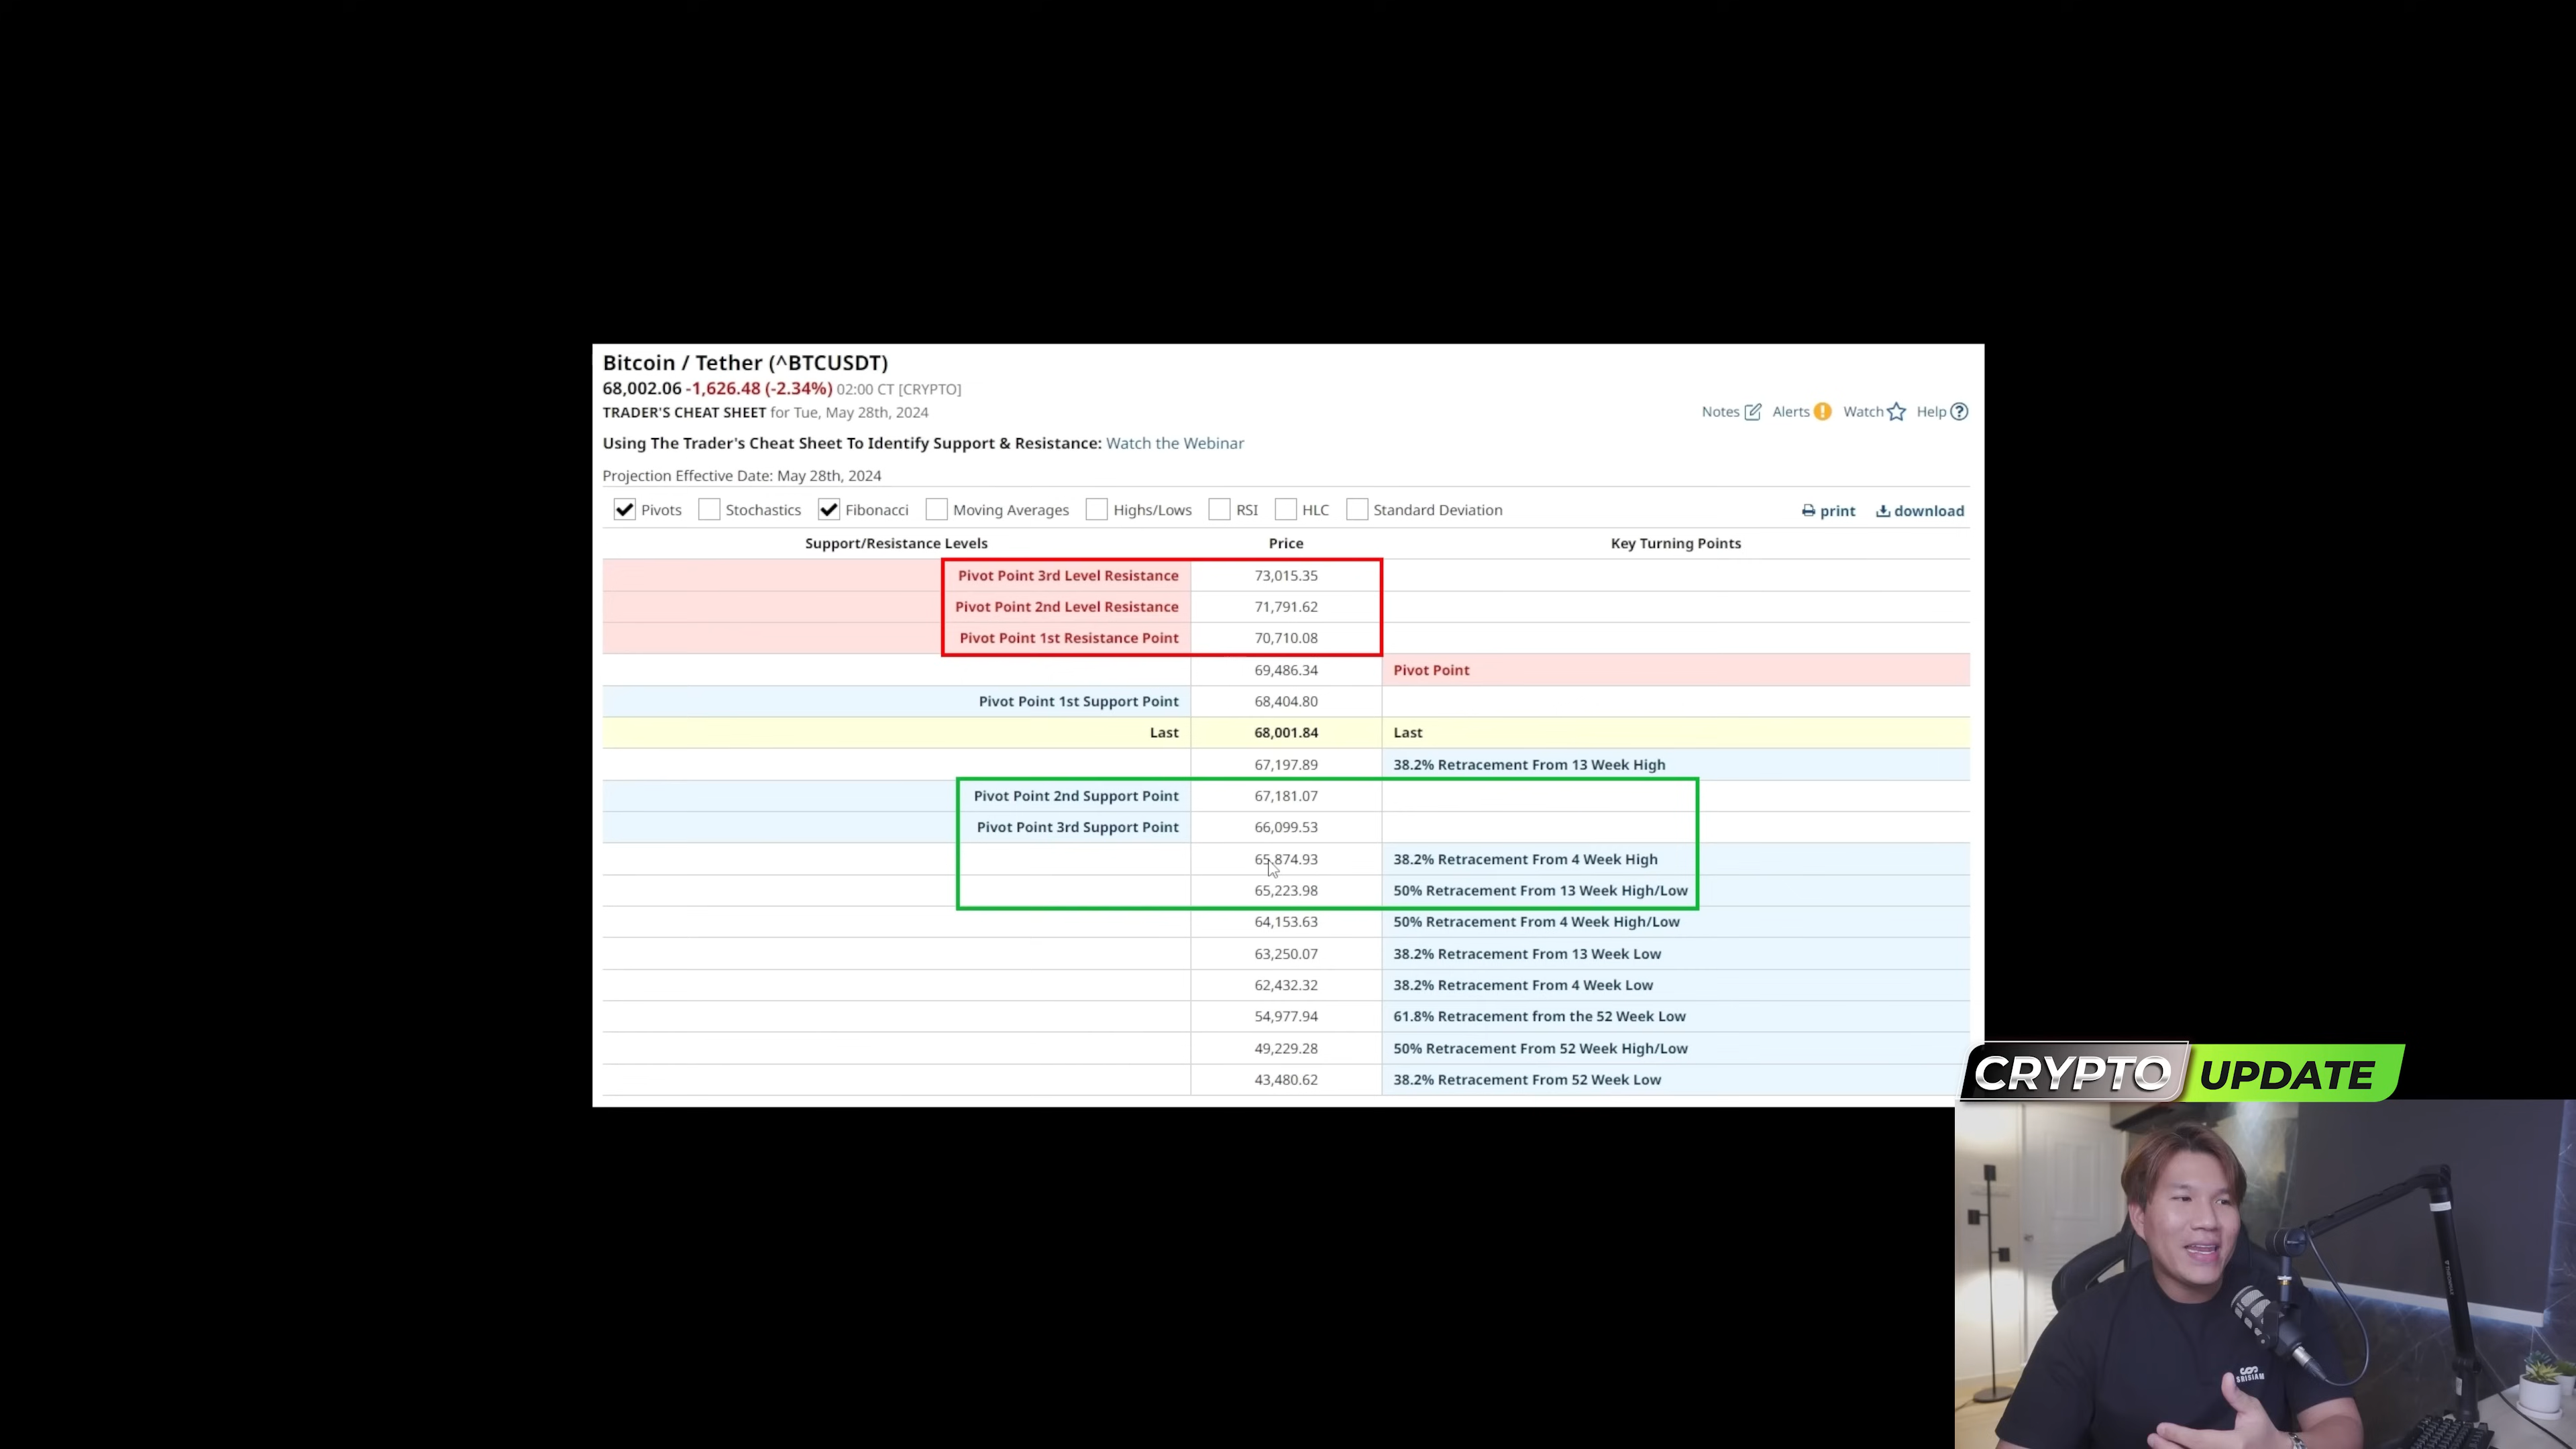 Bitcoin / Tether (^BTCUSDT)
68,002.06 -1,626.48 (-2.34%) 02:00 CT [CRYPTO]
TRADER'S CHEAT SHEET for Tue, May 28th, 2024
Notes Alerts Watch Help
Using The Trader's Cheat Sheet To Identify Support & Resistance: Watch the Webinar
Projection Effective Date: May 28th, 2024
Pivots Stochastics Fibonacci Moving Averages Highs/Lows RSI HLC Standard Deviation print download
Support/Resistance Levels Price Key Turning Points
Pivot Point 3rd Level Resistance 73,015.35
Pivot Point 2nd Level Resistance 71,791.62
Pivot Point 1st Resistance Point 70,710.08
69,486.34 Pivot Point
Pivot Point 1st Support Point 68,404.80
Last 68,001.84 Last
67,197.89 38.2% Retracement From 13 Week High
Pivot Point 2nd Support Point 67,181.07
Pivot Point 3rd Support Point 66,099.53
65,874.93 38.2% Retracement From 4 Week High
65,223.98 50% Retracement From 13 Week High/Low
64,153.63 50% Retracement From 4 Week High/Low
63,250.07 38.2% Retracement From 13 Week Low
62,432.32 38.2% Retracement From 4 Week Low
54,977.94 61.8% Retracement from the 52 Week Low
49,229.28 50% Retracement From 52 Week High/Low
43,480.62 38.2% Retracement From 52 Week Low
CRYPTO UPDATE
SRISIAM